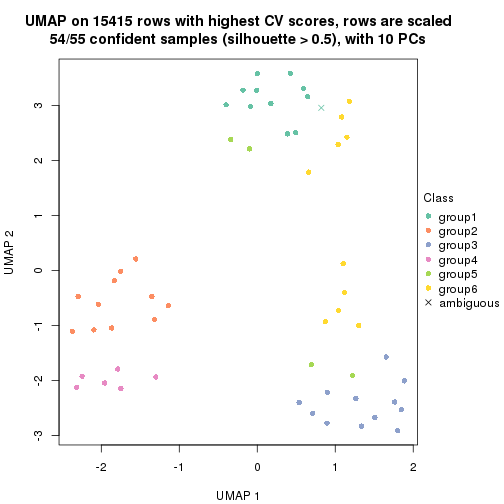 UMAP on 15415 rows with highest CV scores, rows are scaled
54/55 confident samples (silhouette > 0.5), with 10 PCs
3
2
1
0
-1
-2
-3
UMAP 2
-2
-1
0
1
2
UMAP 1
Class
group1
group2
group3
group4
group5
group6
ambiguous